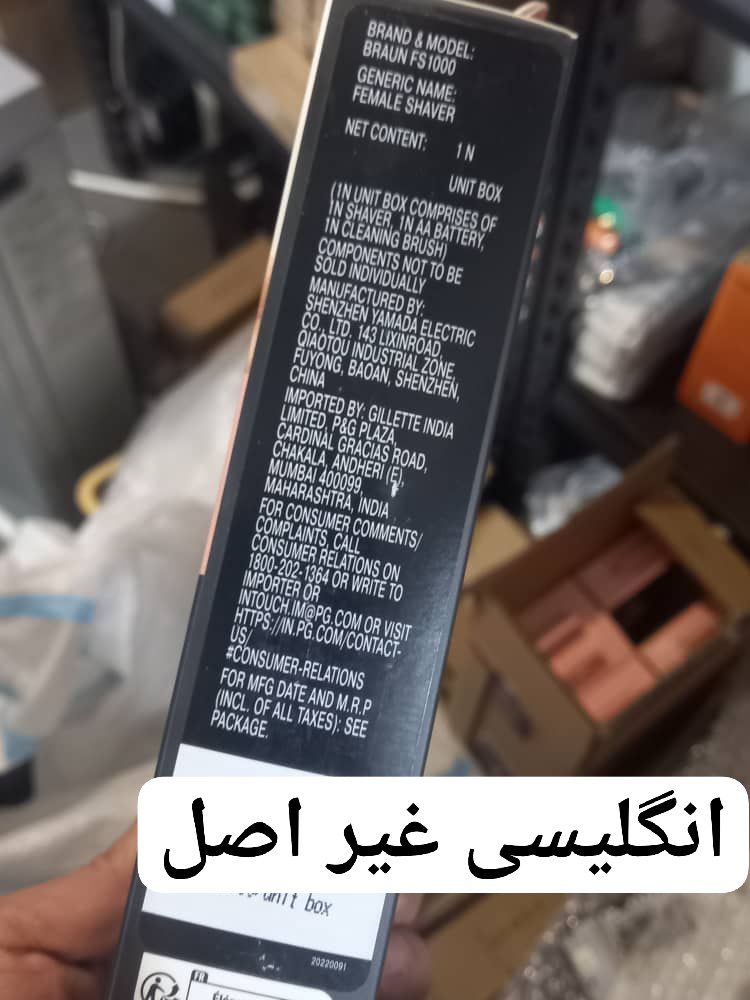 BRAND & MODEL:
BRAUN FS1000
GENERIC NAME:
FEMALE SHAVER
NET CONTENT: 1 N
UNIT BOX
(1N UNIT BOX COMPRISES OF
1N SHAVER, 1N AA BATTERY,
1N CLEANING BRUSH)
COMPONENTS NOT TO BE
SOLD INDIVIDUALLY
MANUFACTURED BY:
SHENZHEN YAMADA ELECTRIC
CO., LTD. 143 LIXINROAD,
QIAOTOU INDUSTRIAL ZONE,
FUYONG, BAOAN, SHENZHEN,
CHINA
IMPORTED BY: GILLETTE INDIA
LIMITED, P&G PLAZA,
CARDINAL GRACIAS ROAD,
CHAKALA, ANDHERI (E),
MUMBAI 400099,
MAHARASHTRA, INDIA
FOR CONSUMER COMMENTS/
COMPLAINTS, CALL
CONSUMER RELATIONS ON
1800-202-1364 OR WRITE TO
IMPORTER OR
INTOUCH.IM@PG.COM OR VISIT
HTTPS://IN.PG.COM/CONTACT-
US/
#CONSUMER-RELATIONS
FOR MFG DATE AND M.R.P
(INCL. OF ALL TAXES): SEE
PACKAGE.
انگلیسی غیر اصل
unit box
20220091
FR